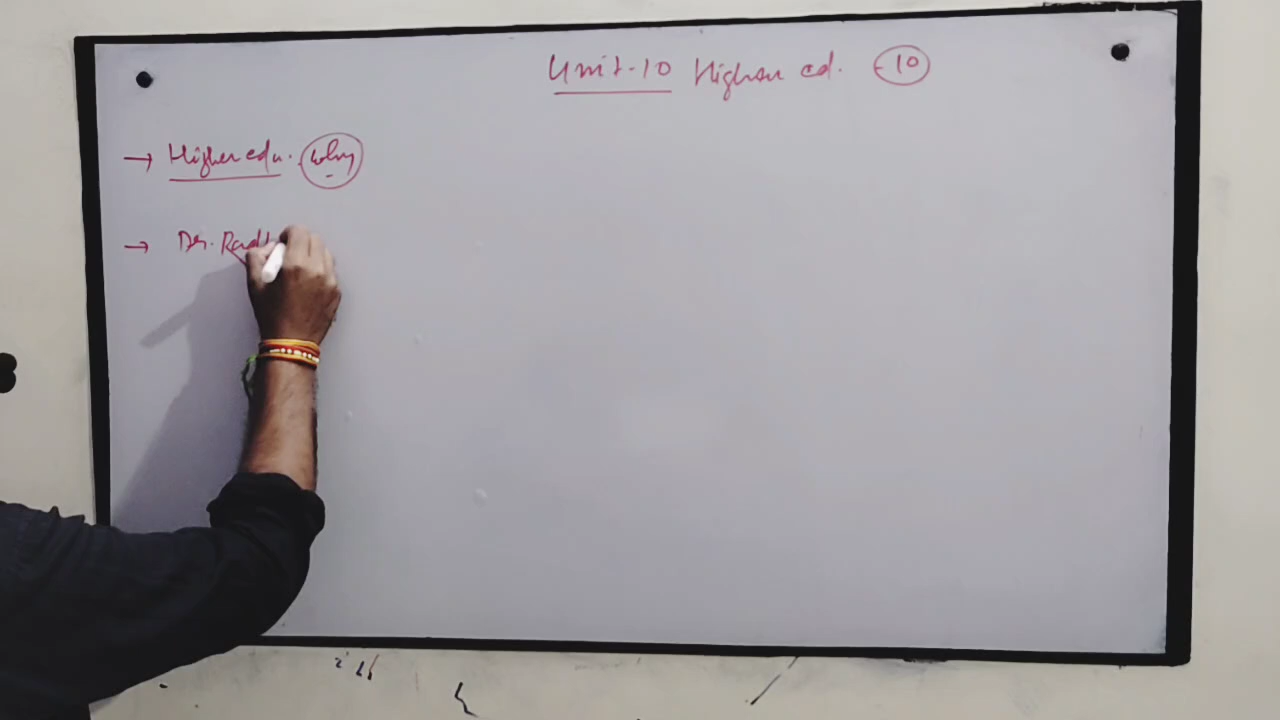 Unit-10 Higher ed. -10
→ Higher edu. Why
→ Dr. Radh